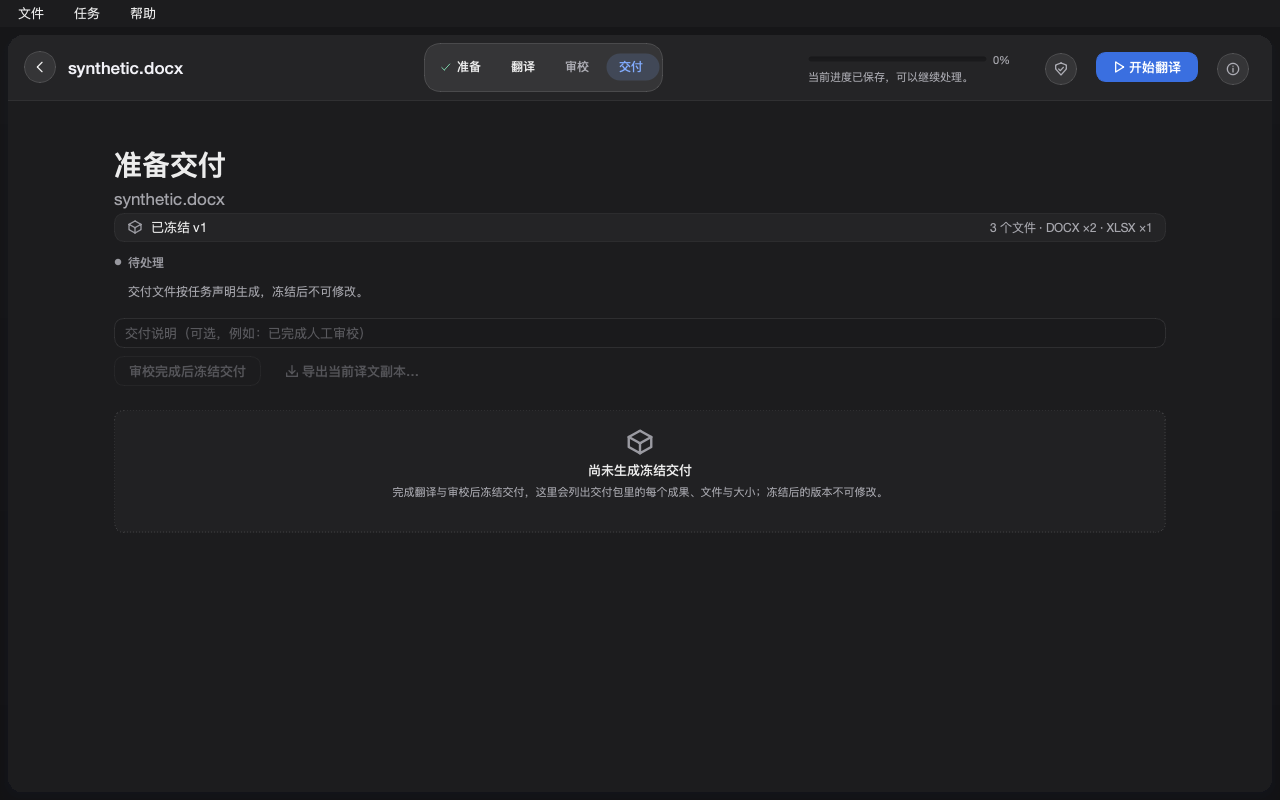 文件 任务 帮助
synthetic.docx
准备 翻译 审校 交付
0%
当前进度已保存，可以继续处理。
开始翻译
准备交付
synthetic.docx
已冻结 v1
3 个文件 · DOCX ×2 · XLSX ×1
待处理
交付文件按任务声明生成，冻结后不可修改。
交付说明（可选，例如：已完成人工审校）
审校完成后冻结交付 导出当前译文副本…
尚未生成冻结交付
完成翻译与审校后冻结交付，这里会列出交付包里的每个成果、文件与大小；冻结后的版本不可修改。